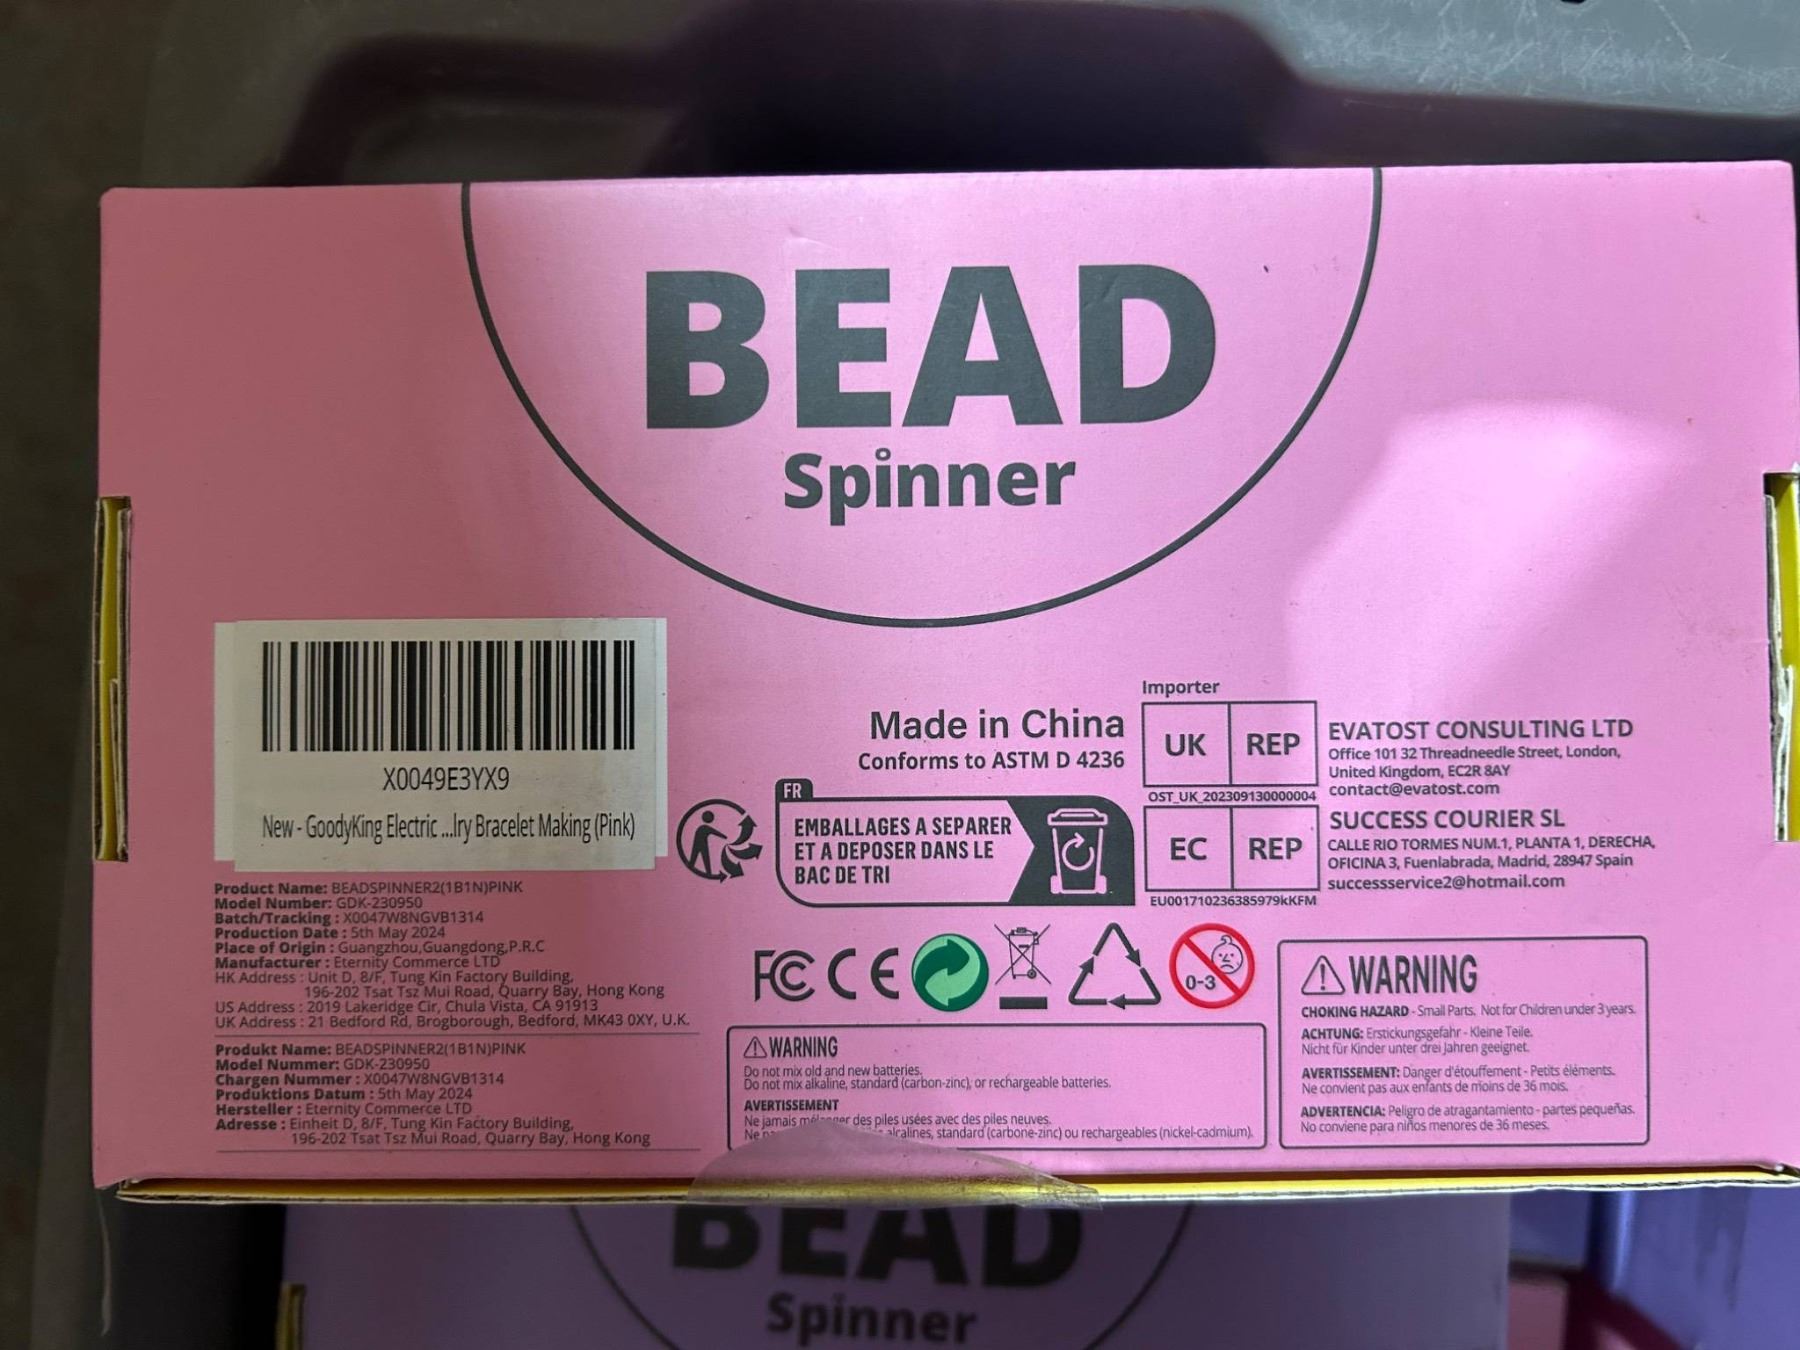 BEAD
Spinner
X0049E3YX9
New - GoodyKing Electric ...lry Bracelet Making (Pink)
Product Name: BEADSPINNER2(1B1N)PINK
Model Number: GDK-230950
Batch/Tracking : X0047W8NGVB1314
Production Date : 5th May 2024
Place of Origin : Guangzhou,Guangdong,P.R.C
Manufacturer : Eternity Commerce LTD
HK Address : Unit D, 8/F, Tung Kin Factory Building,
196-202 Tsat Tsz Mui Road, Quarry Bay, Hong Kong
US Address : 2019 Lakeridge Cir, Chula Vista, CA 91913
UK Address : 21 Bedford Rd, Brogborough, Bedford, MK43 0XY, U.K.
Produkt Name: BEADSPINNER2(1B1N)PINK
Model Nummer: GDK-230950
Chargen Nummer : X0047W8NGVB1314
Produktions Datum : 5th May 2024
Hersteller : Eternity Commerce LTD
Adresse : Einheit D, 8/F, Tung Kin Factory Building,
196-202 Tsat Tsz Mui Road, Quarry Bay, Hong Kong
Made in China
Conforms to ASTM D 4236
FR
EMBALLAGES A SEPARER
ET A DEPOSER DANS LE
BAC DE TRI
Importer
UK REP
OST_UK_202309130000004
EVATOST CONSULTING LTD
Office 101 32 Threadneedle Street, London,
United Kingdom, EC2R 8AY
contact@evatost.com
EC REP
EU001710236385979kKFM
SUCCESS COURIER SL
CALLE RIO TORMES NUM.1, PLANTA 1, DERECHA,
OFICINA 3, Fuenlabrada, Madrid, 28947 Spain
successservice2@hotmail.com
FC CE
0-3
WARNING
Do not mix old and new batteries.
Do not mix alkaline, standard (carbon-zinc), or rechargeable batteries.
AVERTISSEMENT
Ne jamais mélanger des piles usées avec des piles neuves.
Ne alcalines, standard (carbone-zinc) ou rechargeables (nickel-cadmium).
WARNING
CHOKING HAZARD - Small Parts. Not for Children under 3 years.
ACHTUNG: Erstickungsgefahr - Kleine Teile.
Nicht für Kinder unter drei Jahren geeignet.
AVERTISSEMENT: Danger d'étouffement - Petits éléments.
Ne convient pas aux enfants de moins de 36 mois.
ADVERTENCIA: Peligro de atragantamiento - partes pequeñas.
No conviene para niños menores de 36 meses.
BEAD
Spinner